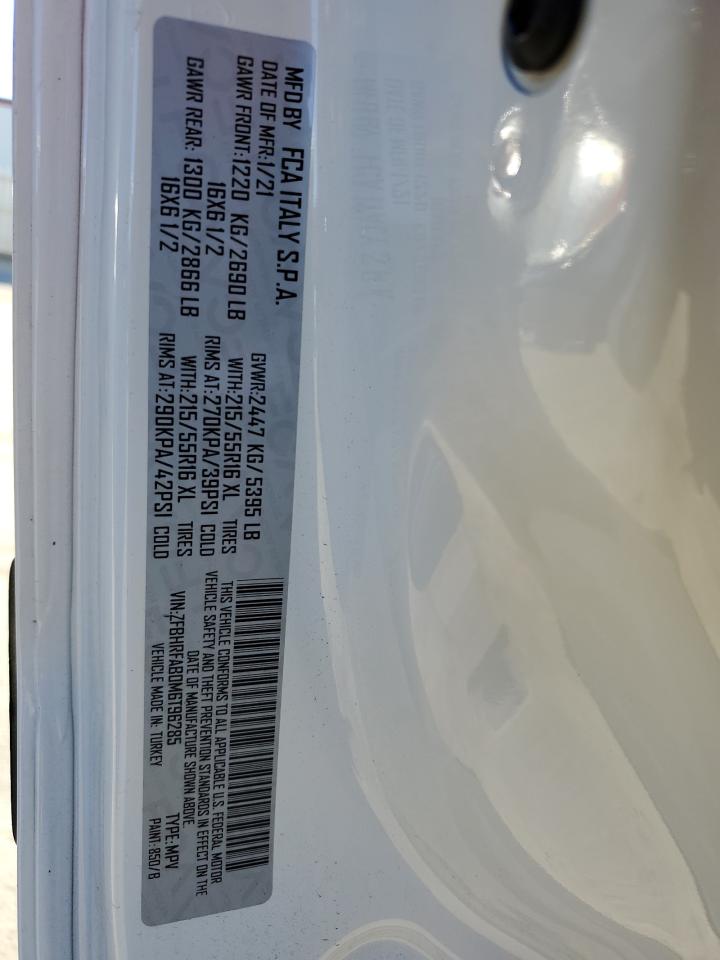 MFD BY FCA ITALY S.P.A.
DATE OF MFR:1/21 GVWR:2447 KG/5395 LB
GAWR FRONT:1220 KG/2690 LB WITH:215/55R16 XL TIRES
16X6 1/2 RIMS AT:270KPA/39PSI COLD
GAWR REAR:1300 KG/2866 LB WITH:215/55R16 XL TIRES
16X6 1/2 RIMS AT:290KPA/42PSI COLD
THIS VEHICLE CONFORMS TO ALL APPLICABLE U.S. FEDERAL MOTOR
VEHICLE SAFETY AND THEFT PREVENTION STANDARDS IN EFFECT ON THE
DATE OF MANUFACTURE SHOWN ABOVE.
VIN:ZFBHRFAB0M6T96285 TYPE:MPV
VEHICLE MADE IN: TURKEY PAINT:850/B